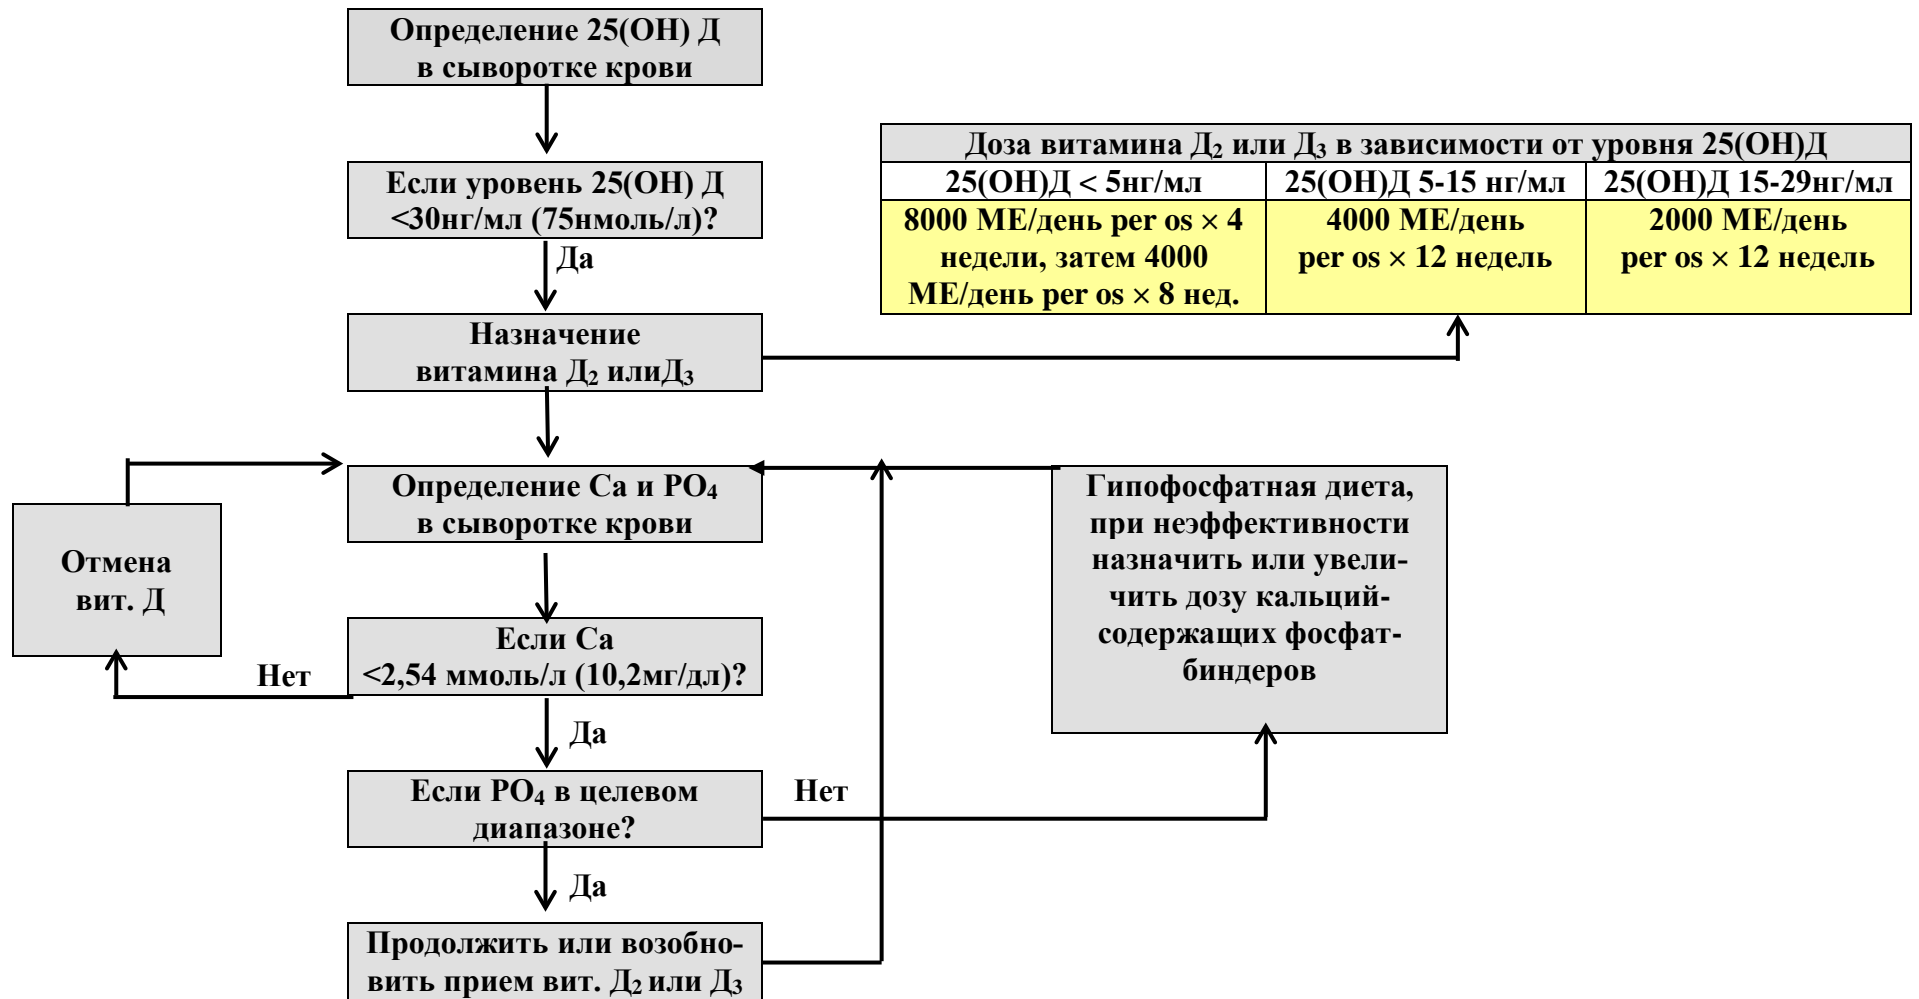 Определение 25(ОН) Д
в сыворотке крови
Если уровень 25(ОН) Д
<30нг/мл (75нмоль/л)?
Да
Назначение
витамина Д₂ илиД₃
Доза витамина Д₂ или Д₃ в зависимости от уровня 25(ОН)Д
25(ОН)Д < 5нг/мл
25(ОН)Д 5-15 нг/мл
25(ОН)Д 15-29нг/мл
8000 МЕ/день per os × 4
недели, затем 4000
МЕ/день per os × 8 нед.
4000 МЕ/день
per os × 12 недель
2000 МЕ/день
per os × 12 недель
Определение Ca и PO₄
в сыворотке крови
Отмена
вит. Д
Если Ca
<2,54 ммоль/л (10,2мг/дл)?
Нет
Да
Если PO₄ в целевом
диапазоне?
Нет
Да
Гипофосфатная диета,
при неэффективности
назначить или увели-
чить дозу кальций-
содержащих фосфат-
биндеров
Продолжить или возобно-
вить прием вит. Д₂ или Д₃